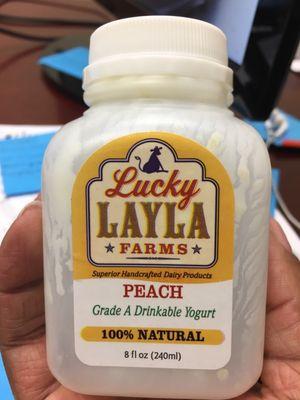 Lucky
LAYLA
FARMS
Superior Handcrafted Dairy Products
PEACH
Grade A Drinkable Yogurt
100% NATURAL
8 fl oz (240ml)